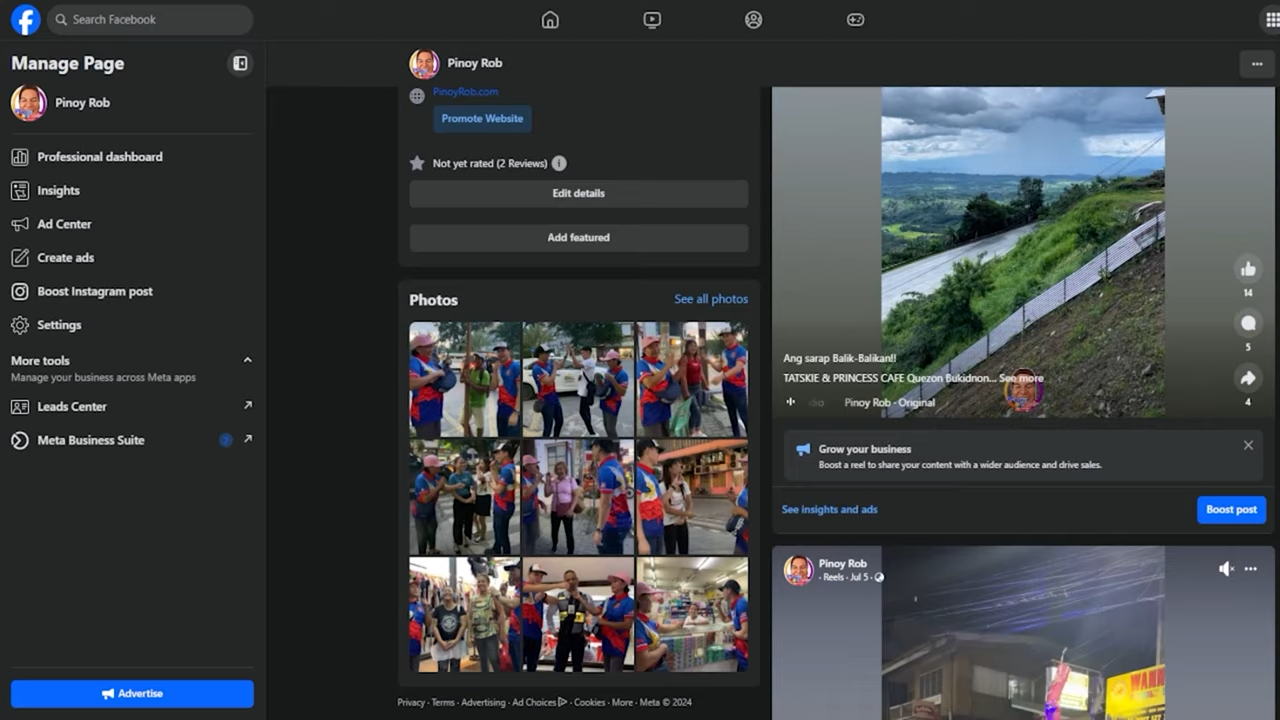 Search Facebook
Manage Page
Pinoy Rob
Professional dashboard
Insights
Ad Center
Create ads
Boost Instagram post
Settings
More tools
Manage your business across Meta apps
Leads Center
Meta Business Suite
Advertise
Pinoy Rob
PinoyRob.com
Promote Website
Not yet rated (2 Reviews)
Edit details
Add featured
Photos
See all photos
Privacy · Terms · Advertising · Ad Choices · Cookies · More · Meta © 2024
14
5
4
Ang sarap Balik-Balikan!!
TATSKIE & PRINCESS CAFE Quezon Bukidnon... See more
Pinoy Rob · Original
Grow your business
Boost a reel to share your content with a wider audience and drive sales.
See insights and ads
Boost post
Pinoy Rob
· Reels · Jul 5 ·